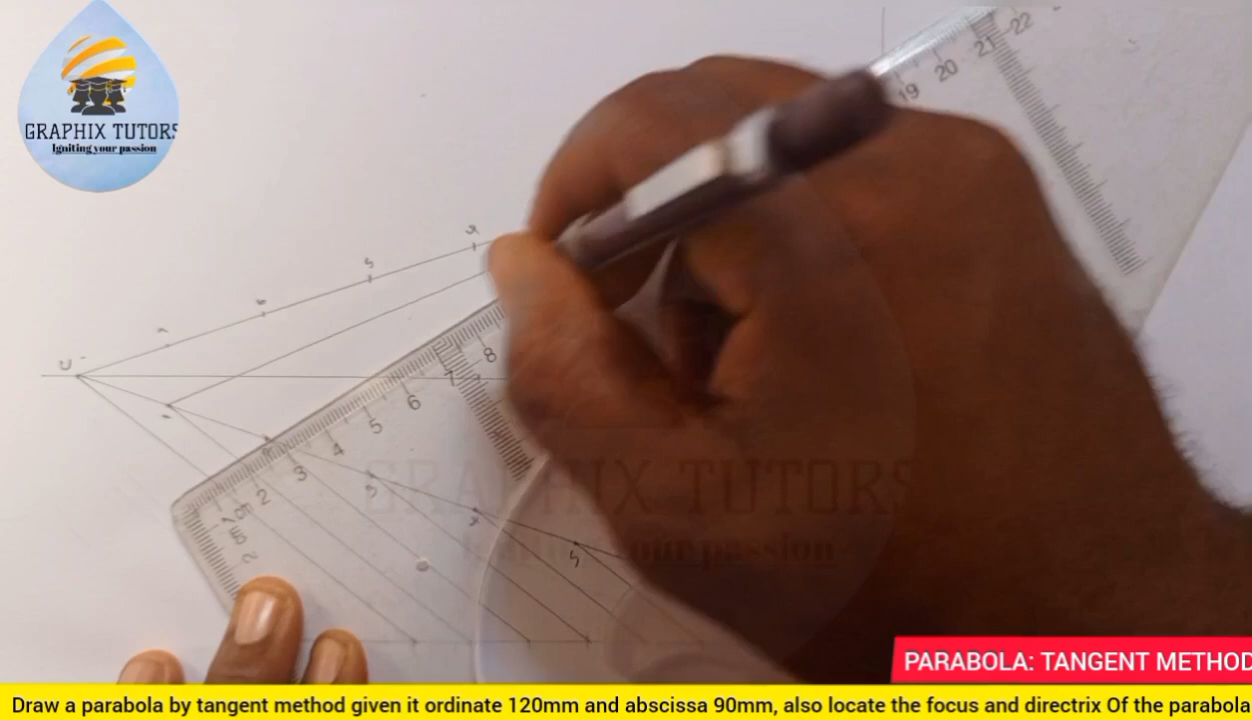 GRAPHIX TUTORS
Igniting your passion
22
21
20
19
8
7
6
5
4
3
2
GRAPHIX TUTORS
PARABOLA: TANGENT METHOD
Draw a parabola by tangent method given it ordinate 120mm and abscissa 90mm, also locate the focus and directrix Of the parabola